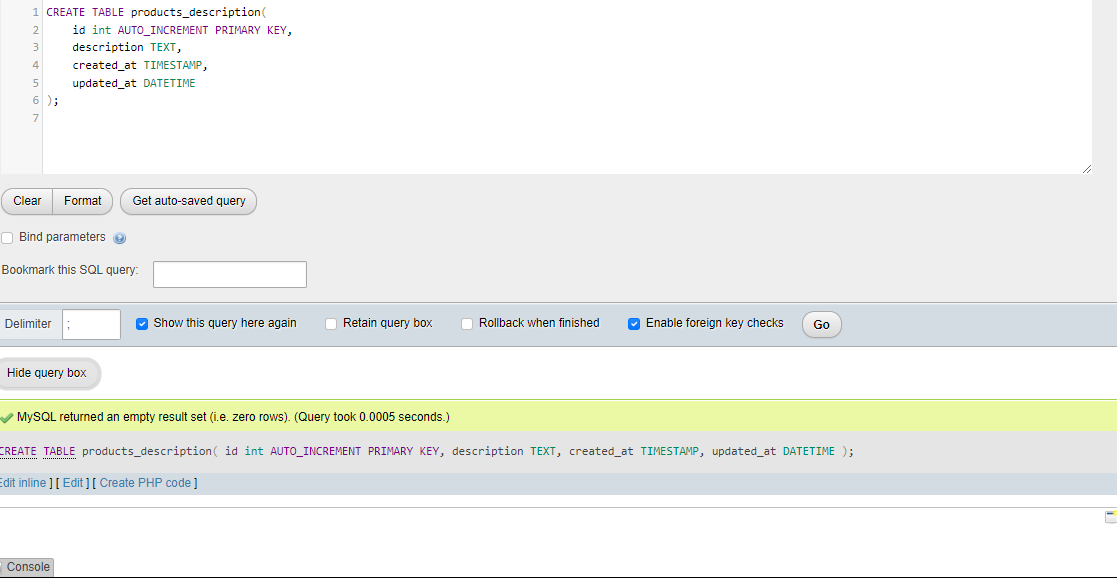 1 CREATE TABLE products_description(
2 id int AUTO_INCREMENT PRIMARY KEY,
3 description TEXT,
4 created_at TIMESTAMP,
5 updated_at DATETIME
6 );
7
Clear Format Get auto-saved query
Bind parameters
Bookmark this SQL query:
Delimiter ; Show this query here again Retain query box Rollback when finished Enable foreign key checks Go
Hide query box
MySQL returned an empty result set (i.e. zero rows). (Query took 0.0005 seconds.)
CREATE TABLE products_description( id int AUTO_INCREMENT PRIMARY KEY, description TEXT, created_at TIMESTAMP, updated_at DATETIME );
Edit inline ] [ Edit ] [ Create PHP code ]
Console